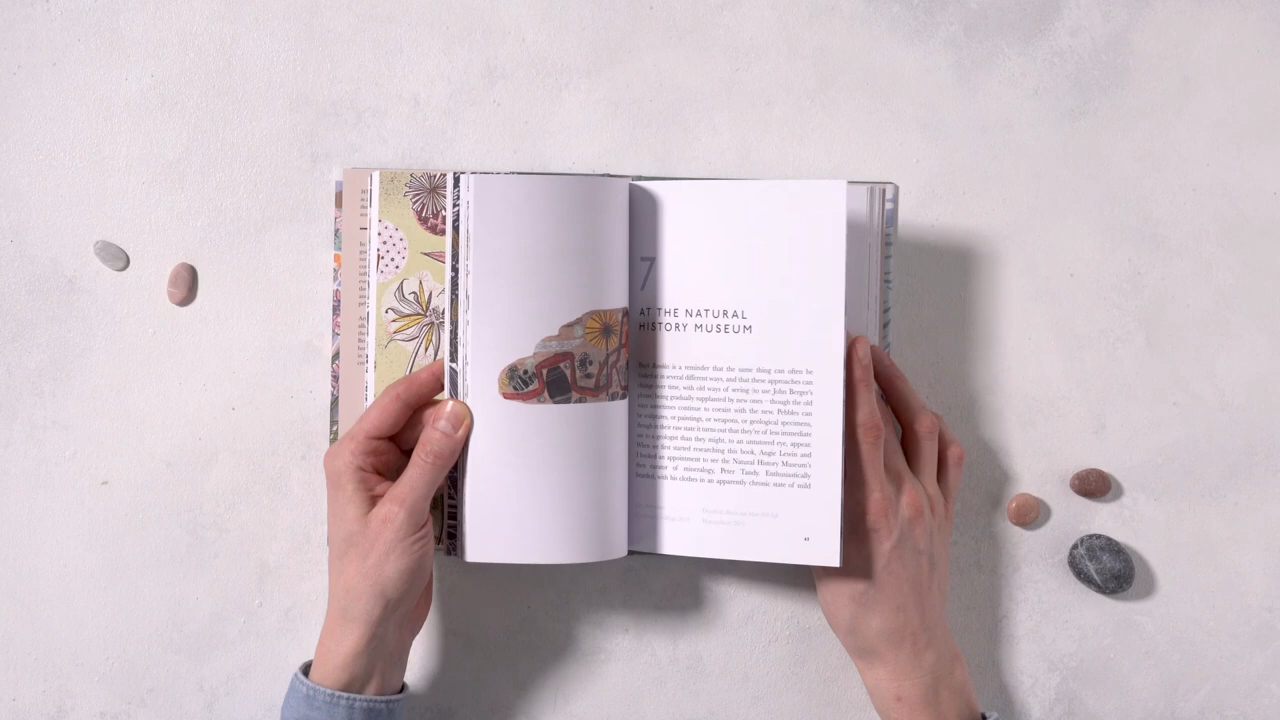 7
AT THE NATURAL
HISTORY MUSEUM
is a reminder that the same thing can often be
looked at in several different ways, and that these approaches can
change over time, with old ways of seeing (to use John Berger's
phrase) being gradually supplanted by new ones – though the old
ways sometimes continue to coexist with the new. Pebbles can
be sculptures, or paintings, or weapons, or geological specimens,
though in their raw state it turns out that they're of less immediate
use to a geologist than they might, to an untutored eye, appear.
When we first started researching this book, Angie Lewin and
I booked an appointment to see the Natural History Museum's
then curator of mineralogy, Peter Tandy. Enthusiastically
bearded, with his clothes in an apparently chronic state of mild
43